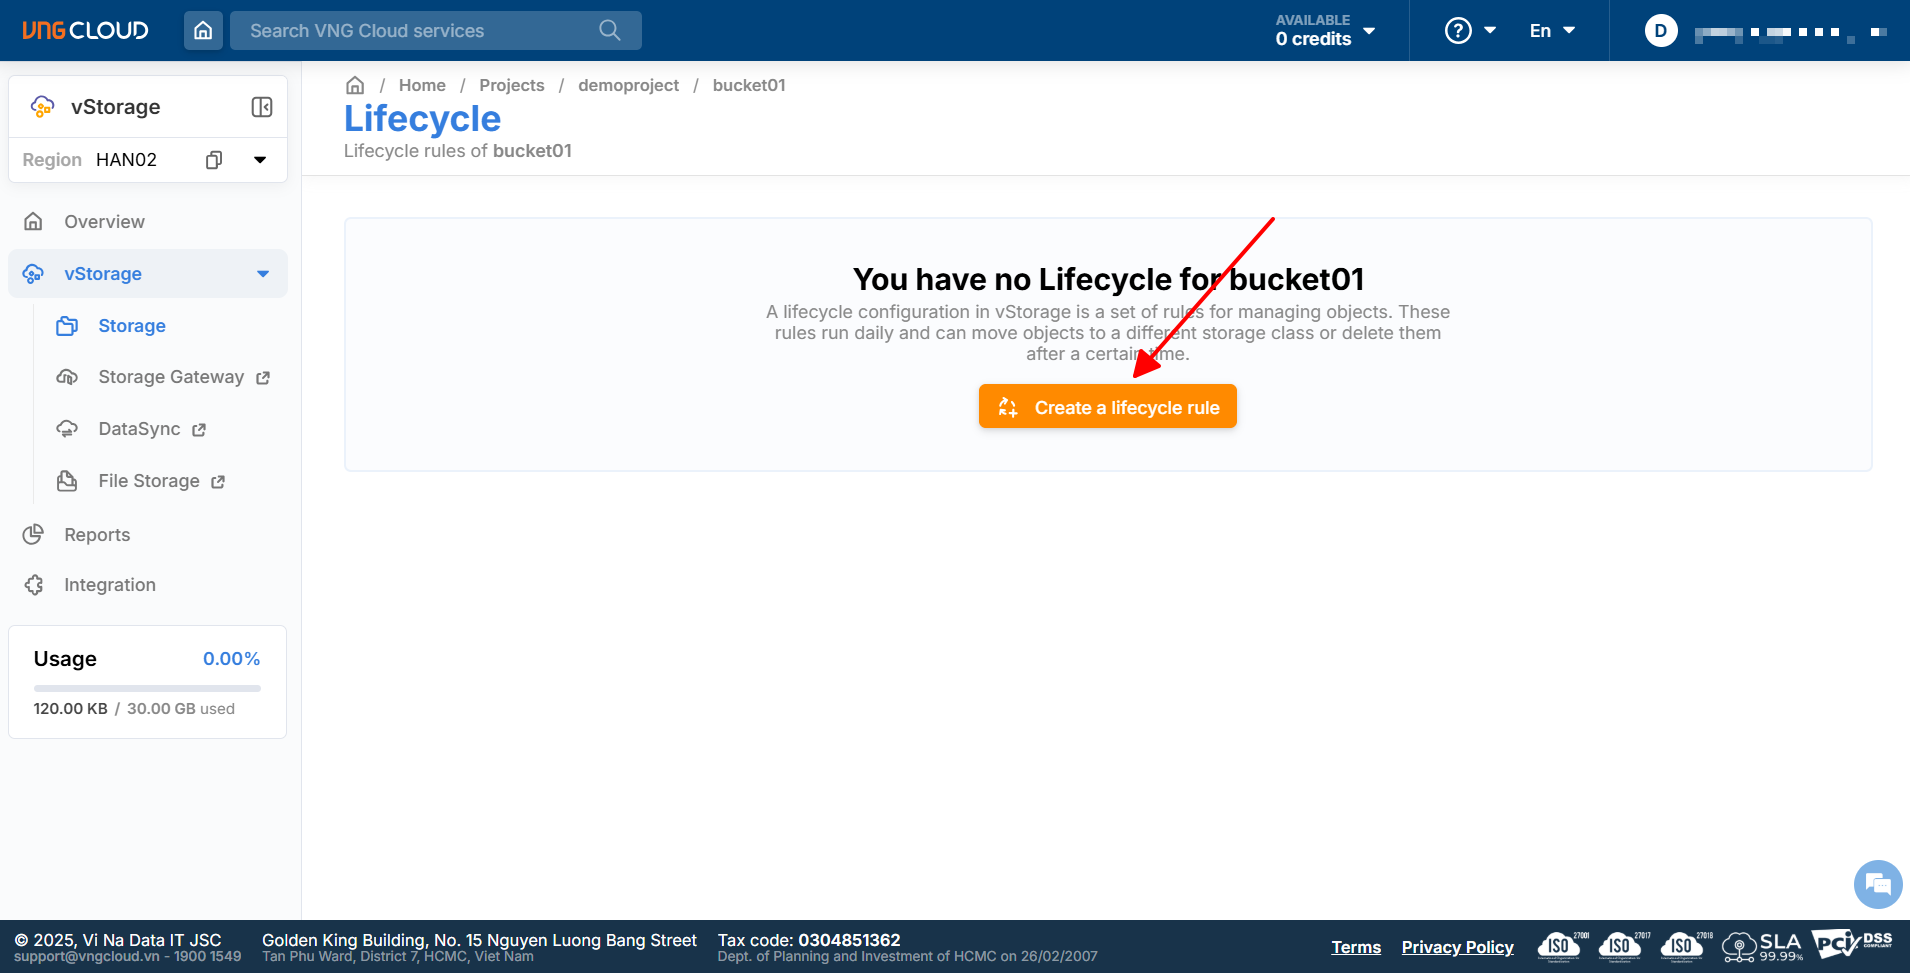 VNG CLOUD
Search VNG Cloud services
AVAILABLE
0 credits
?
En
D
vStorage
Region HAN02
Overview
vStorage
Storage
Storage Gateway
DataSync
File Storage
Reports
Integration
Usage 0.00%
120.00 KB / 30.00 GB used
/ Home / Projects / demoproject / bucket01
Lifecycle
Lifecycle rules of bucket01
You have no Lifecycle for bucket01
A lifecycle configuration in vStorage is a set of rules for managing objects. These
rules run daily and can move objects to a different storage class or delete them
after a certain time.
Create a lifecycle rule
© 2025, Vi Na Data IT JSC
support@vngcloud.vn - 1900 1549
Golden King Building, No. 15 Nguyen Luong Bang Street
Tan Phu Ward, District 7, HCMC, Viet Nam
Tax code: 0304851362
Dept. of Planning and Investment of HCMC on 26/02/2007
Terms
Privacy Policy
ISO 27001
ISO 27017
ISO 27018
SLA
99.99%
PCI DSS
COMPLIANT